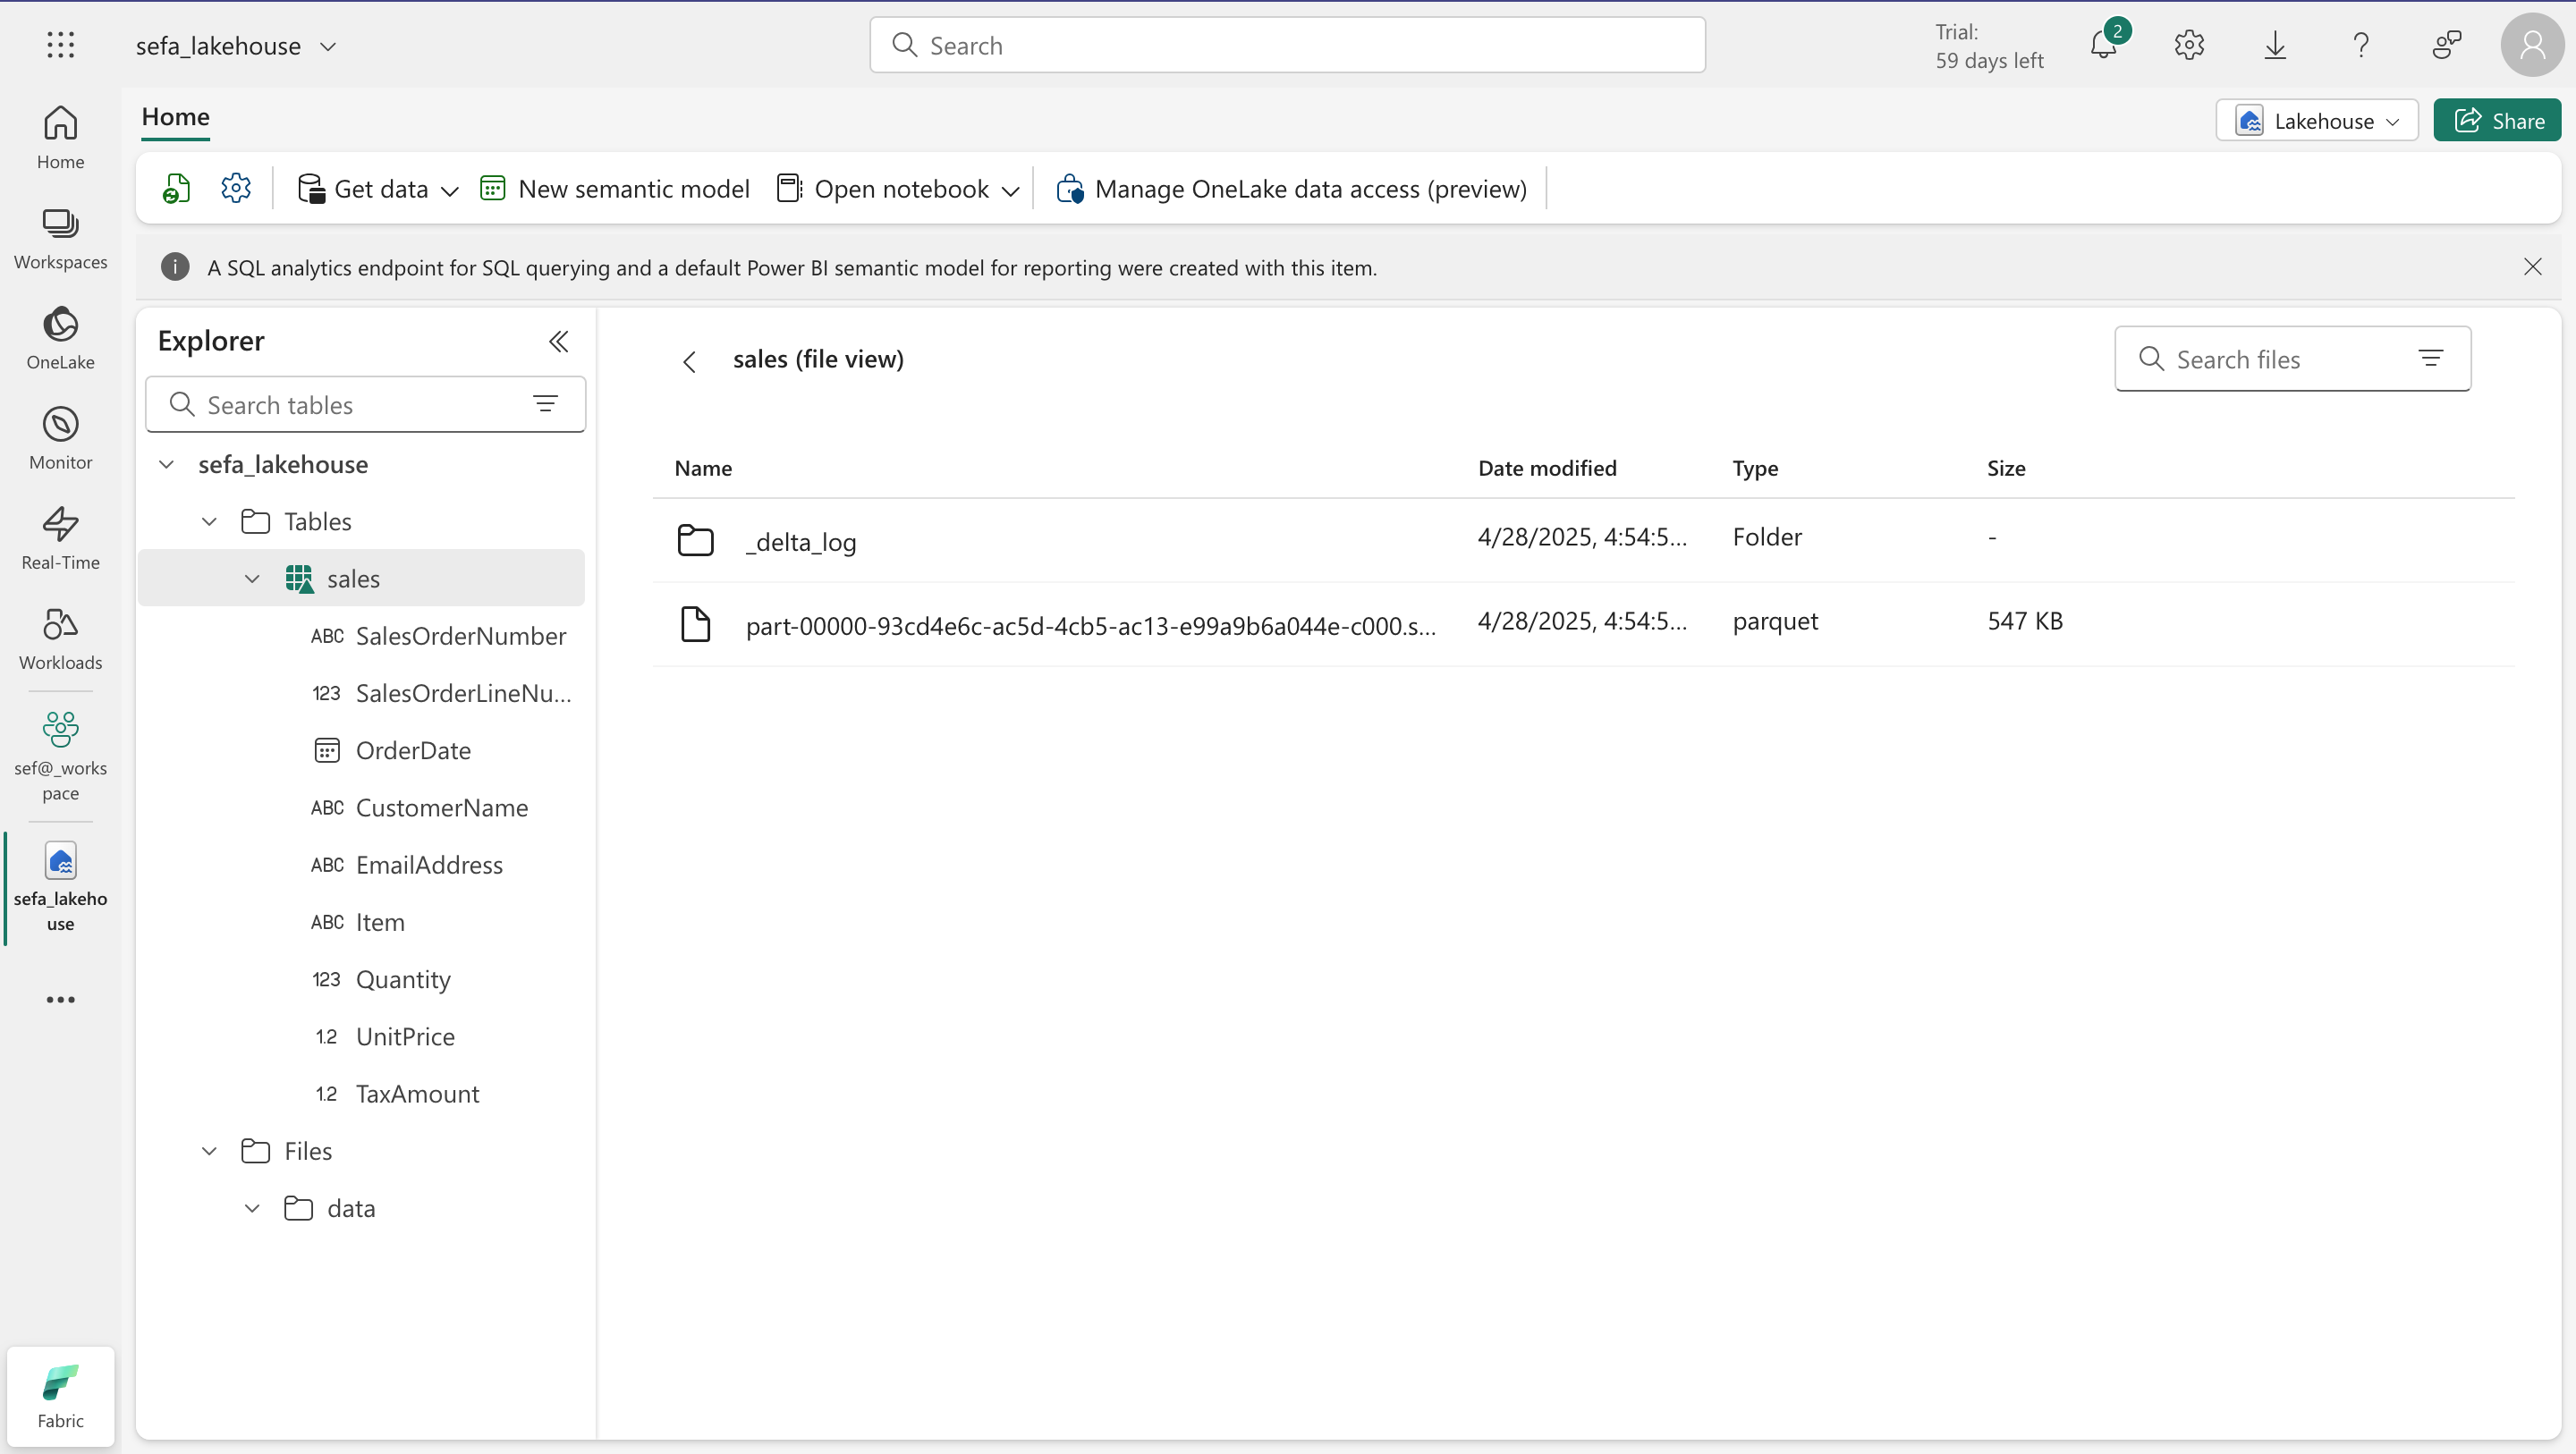 sefa_lakehouse
Search
Trial:
59 days left
2
Home
Workspaces
OneLake
Monitor
Real-Time
Workloads
sef@_works
pace
sefa_lakeho
use
Fabric
Home
Lakehouse
Share
Get data
New semantic model
Open notebook
Manage OneLake data access (preview)
A SQL analytics endpoint for SQL querying and a default Power BI semantic model for reporting were created with this item.
Explorer
Search tables
sefa_lakehouse
Tables
sales
ABC SalesOrderNumber
123 SalesOrderLineNu...
OrderDate
ABC CustomerName
ABC EmailAddress
ABC Item
123 Quantity
1.2 UnitPrice
1.2 TaxAmount
Files
data
sales (file view)
Search files
Name Date modified Type Size
_delta_log 4/28/2025, 4:54:5... Folder -
part-00000-93cd4e6c-ac5d-4cb5-ac13-e99a9b6a044e-c000.s... 4/28/2025, 4:54:5... parquet 547 KB